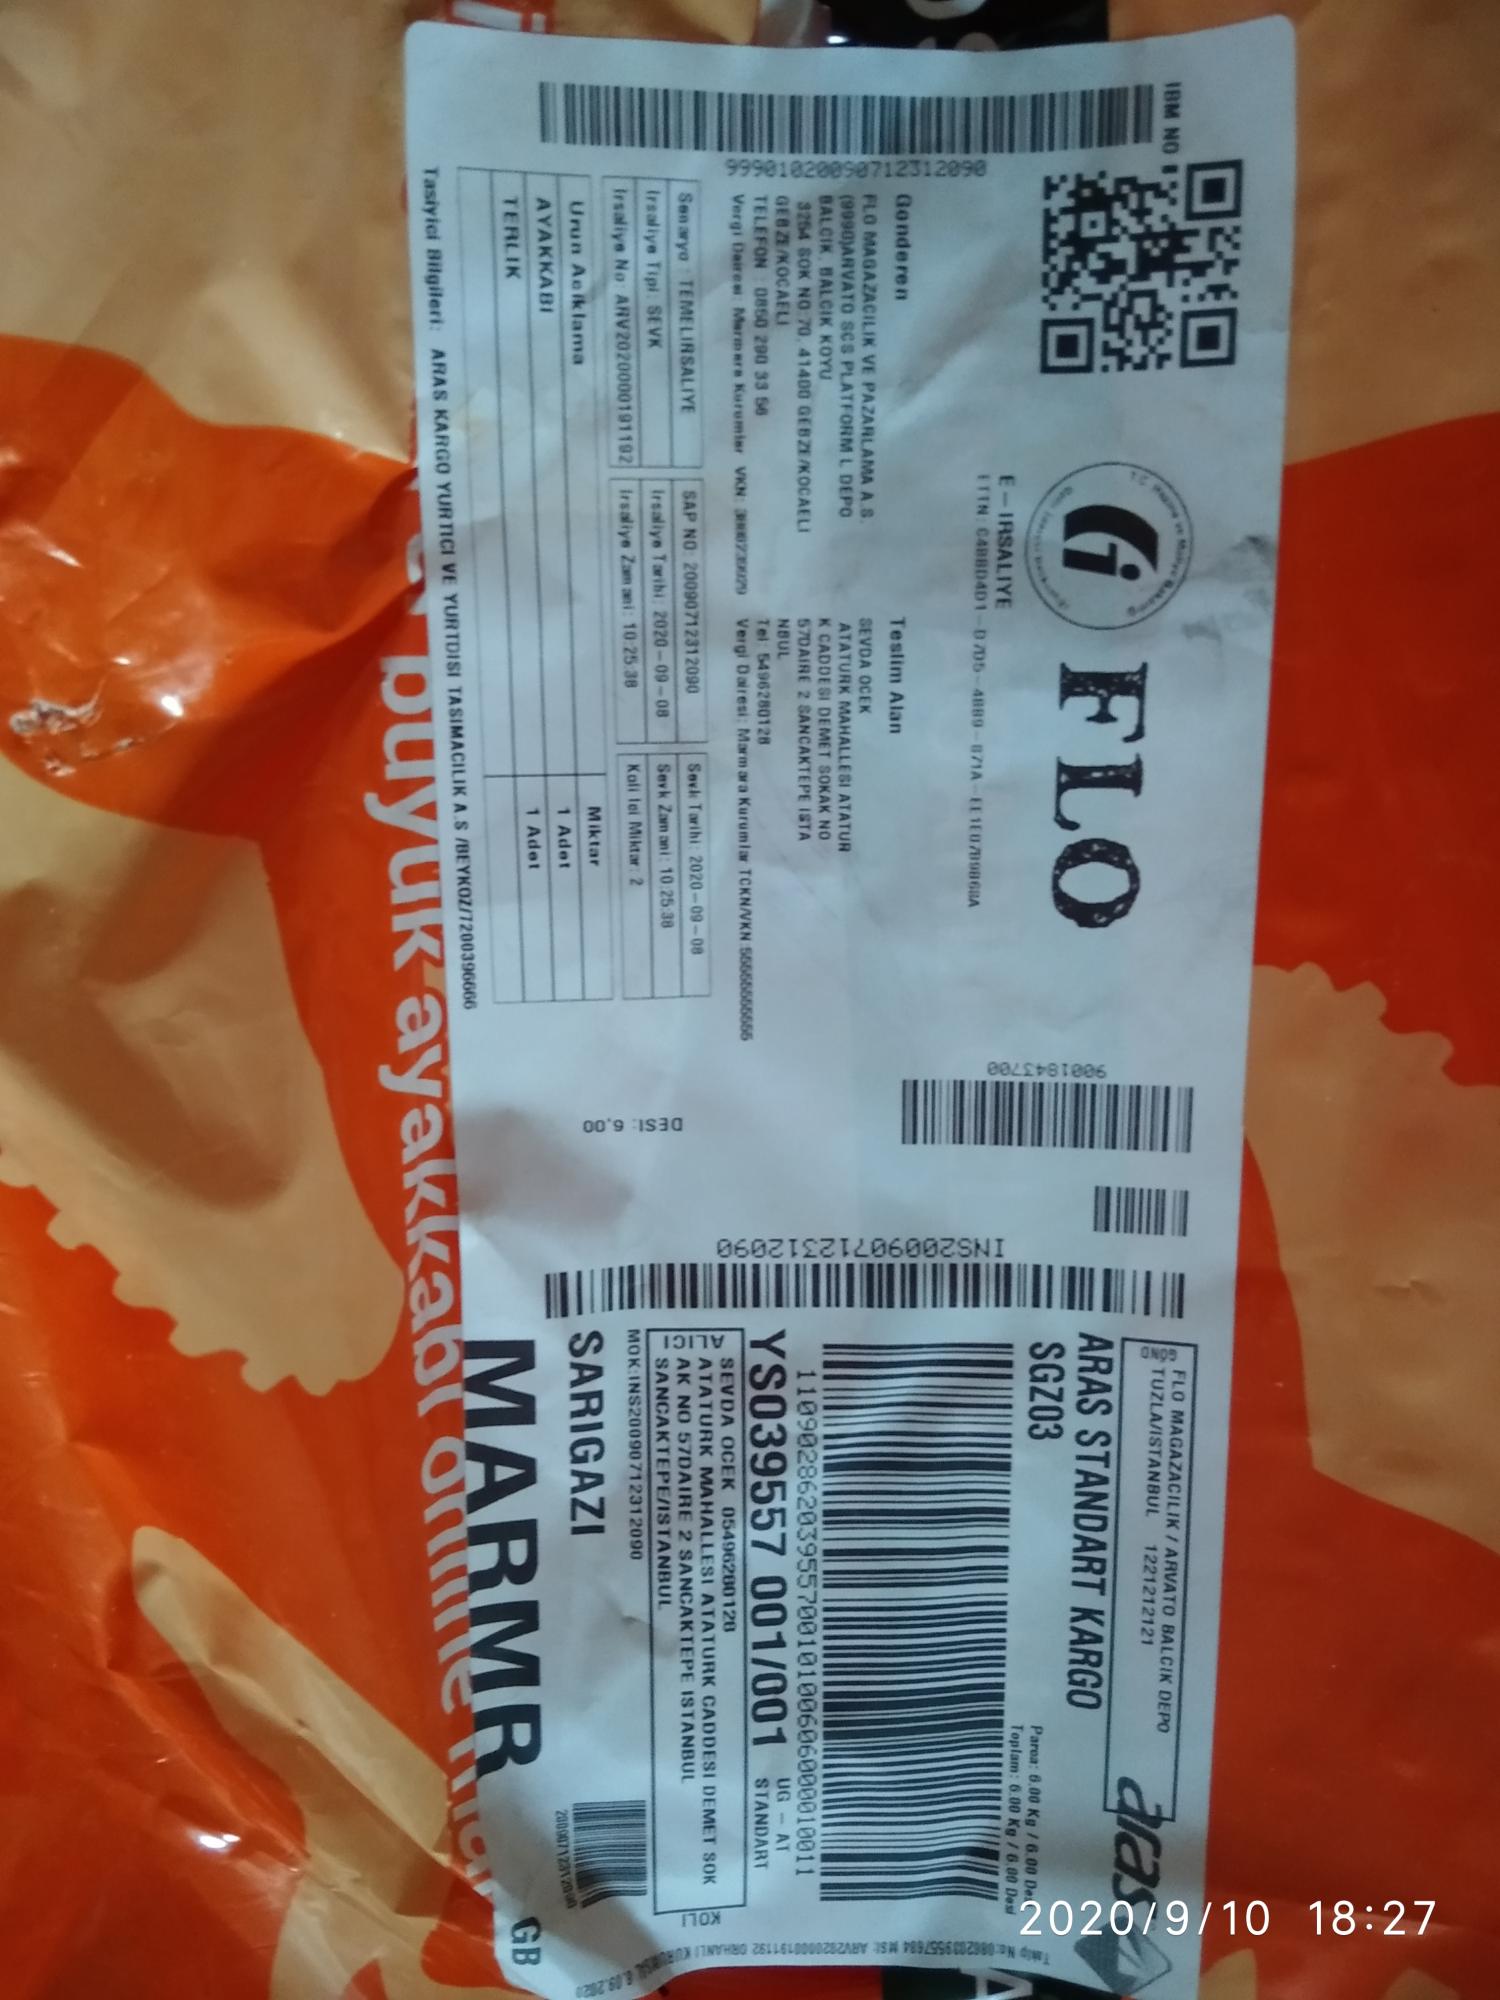 IBM NO
99901020090712312090
FLO
E-IRSALIYE
Gonderen
FLO MAGAZACILIK VE PAZARLAMA A.S.
(9990)ARVATO SCS PLATFORM L DEPO
BALCIK, BALCIK KOYU
3254 SOK NO 70, 41400 GEBZE/KOCAELI
GEBZE/KOCAELI
TELEFON : 0850 290 33 56
Vergi Dairesi: Marmara Kurumlar VKN:
Teslim Alan
SEVDA OCEK
ATATURK MAHALLESI ATATUR
K CADDESI DEMET SOKAK NO
57DAIRE 2 SANCAKTEPE ISTA
NBUL
Tel: 5496280128
Vergi Dairesi: Marmara Kurumlar TCKN/VKN
Senaryo : TEMELIRSALIYE
Irsaliye Tipi: SEVK
Irsaliye No: ARV2020000191192
SAP NO: 20090712312090
Irsaliye Tarihi: 2020-09-08
Irsaliye Zamani: 10:25:38
Sevk Tarihi: 2020-09-08
Sevk Zamani: 10:25:38
Koli Ici Miktar: 2
Urun Aciklama Miktar
AYAKKABI 1 Adet
TERLIK 1 Adet
Tasiyici Bilgileri: ARAS KARGO YURTICI VE YURTDISI TASIMACILIK A.S /BEYKOZ/7200396666
9001843700
DESI: 6,00
INS20090712312090
GOND
FLO MAGAZACILIK / ARVATO BALCIK DEPO
TUZLA/ISTANBUL 122121121
aras
ARAS STANDART KARGO
SGZ03
Parca: 6.00 Kg / 6.00 Desi
Toplam: 6.00 Kg / 6.00 Desi
YS039557 001/001
UG - AT
STANDART
ALICI
SEVDA OCEK 05496280128
ATATURK MAHALLESI ATATURK CADDESI DEMET SOK
AK NO 57DAIRE 2 SANCAKTEPE ISTANBUL
SANCAKTEPE/ISTANBUL
KOLI
MOK:INS20090712312090
SARIGAZI
20090712312090
MARMR
GB
büyük ayakkabı online
2020/9/10 18:27